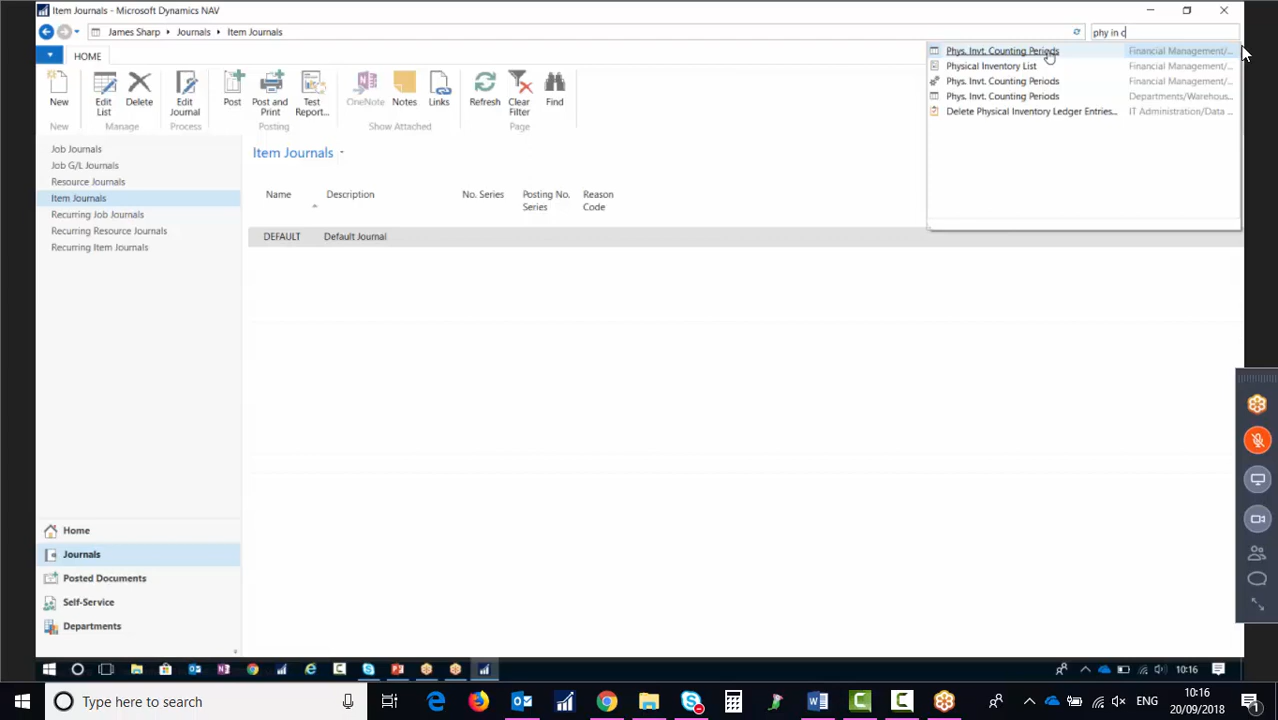 Item Journals - Microsoft Dynamics NAV
James Sharp
Journals
Item Journals
phy in c
HOME
New
Edit List
Delete
Edit Journal
Post
Post and Print
Test Report...
OneNote
Notes
Links
Refresh
Clear Filter
Find
New
Manage
Process
Posting
Show Attached
Page
Phys. Invt. Counting Periods Financial Management/...
Physical Inventory List Financial Management/...
Phys. Invt. Counting Periods Financial Management/...
Phys. Invt. Counting Periods Departments/Warehous...
Delete Physical Inventory Ledger Entries... IT Administration/Data ...
Job Journals
Job G/L Journals
Resource Journals
Item Journals
Recurring Job Journals
Recurring Resource Journals
Recurring Item Journals
Item Journals
Name Description No. Series Posting No. Series Reason Code
DEFAULT Default Journal
Home
Journals
Posted Documents
Self-Service
Departments
10:16
Type here to search
ENG
10:16
20/09/2018